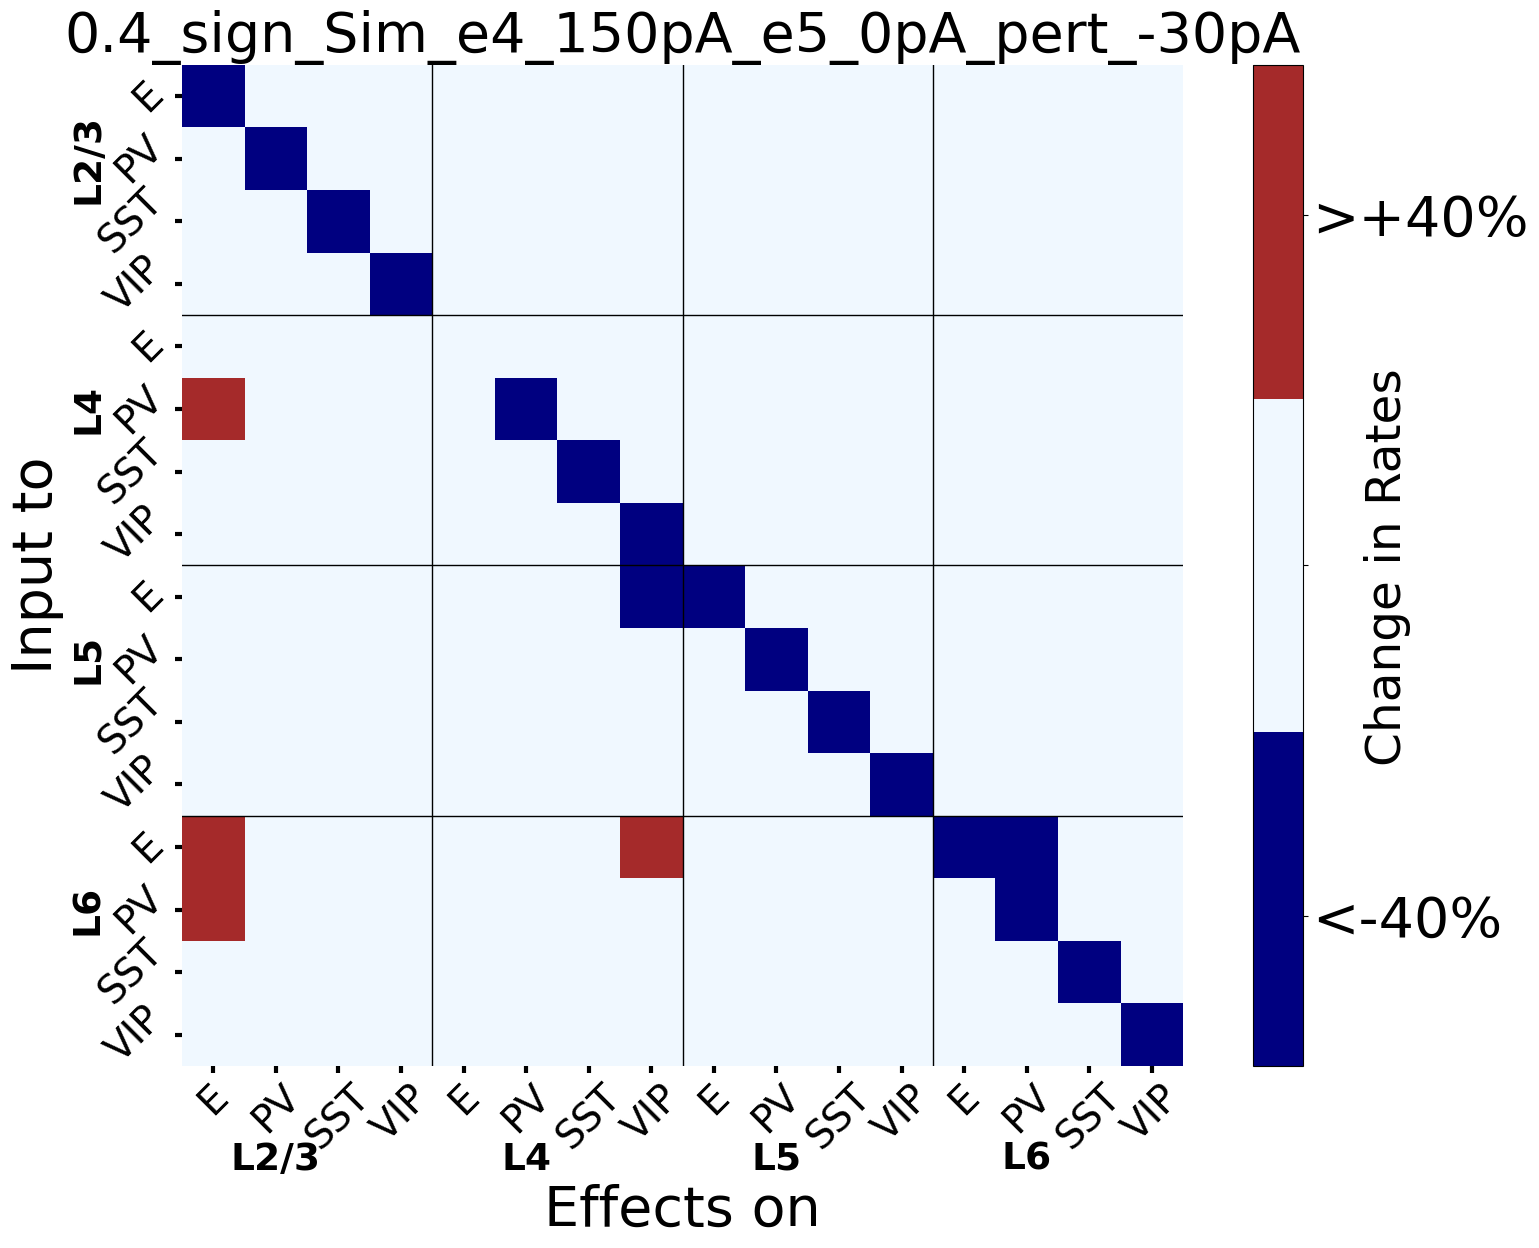 0.4_sign_Sim_e4_150pA_e5_0pA_pert_-30pA
Input to
L2/3
E
PV
SST
VIP
L4
E
PV
SST
VIP
L5
E
PV
SST
VIP
L6
E
PV
SST
VIP
E PV SST VIP E PV SST VIP E PV SST VIP E PV SST VIP
L2/3 L4 L5 L6
Effects on
>+40%
<-40%
Change in Rates